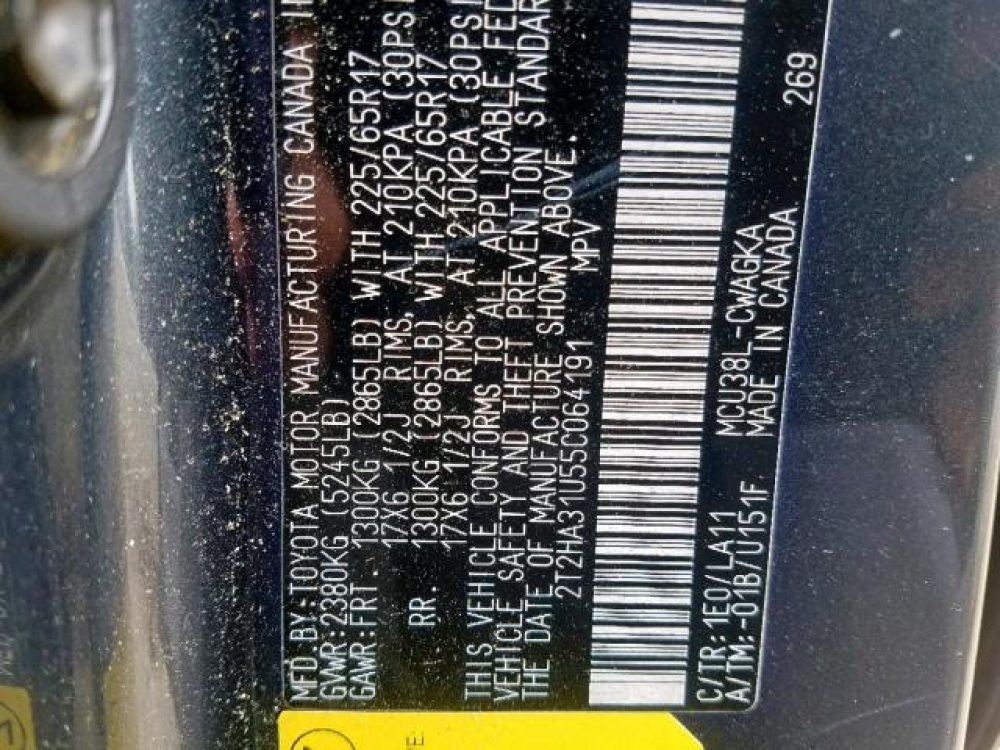 MFD.BY:TOYOTA MOTOR MANUFACTURING CANADA
GVWR:2380KG (5245LB)
GAWR:FRT. 1300KG (2865LB) WITH 225/65R17
17X6 1/2J RIMS, AT 210KPA (30PSI
RR. 1300KG (2865LB) WITH 225/65R17
17X6 1/2J RIMS, AT 210KPA (30PSI
THIS VEHICLE CONFORMS TO ALL APPLICABLE FED
VEHICLE SAFETY AND THEFT PREVENTION STANDAR
THE DATE OF MANUFACTURE SHOWN ABOVE.
2T2HA31U55C064191 MPV
C/TR:1E0/LA11 MCU38L-CWAGKA
A/TM:-01B/U151F MADE IN CANADA 269